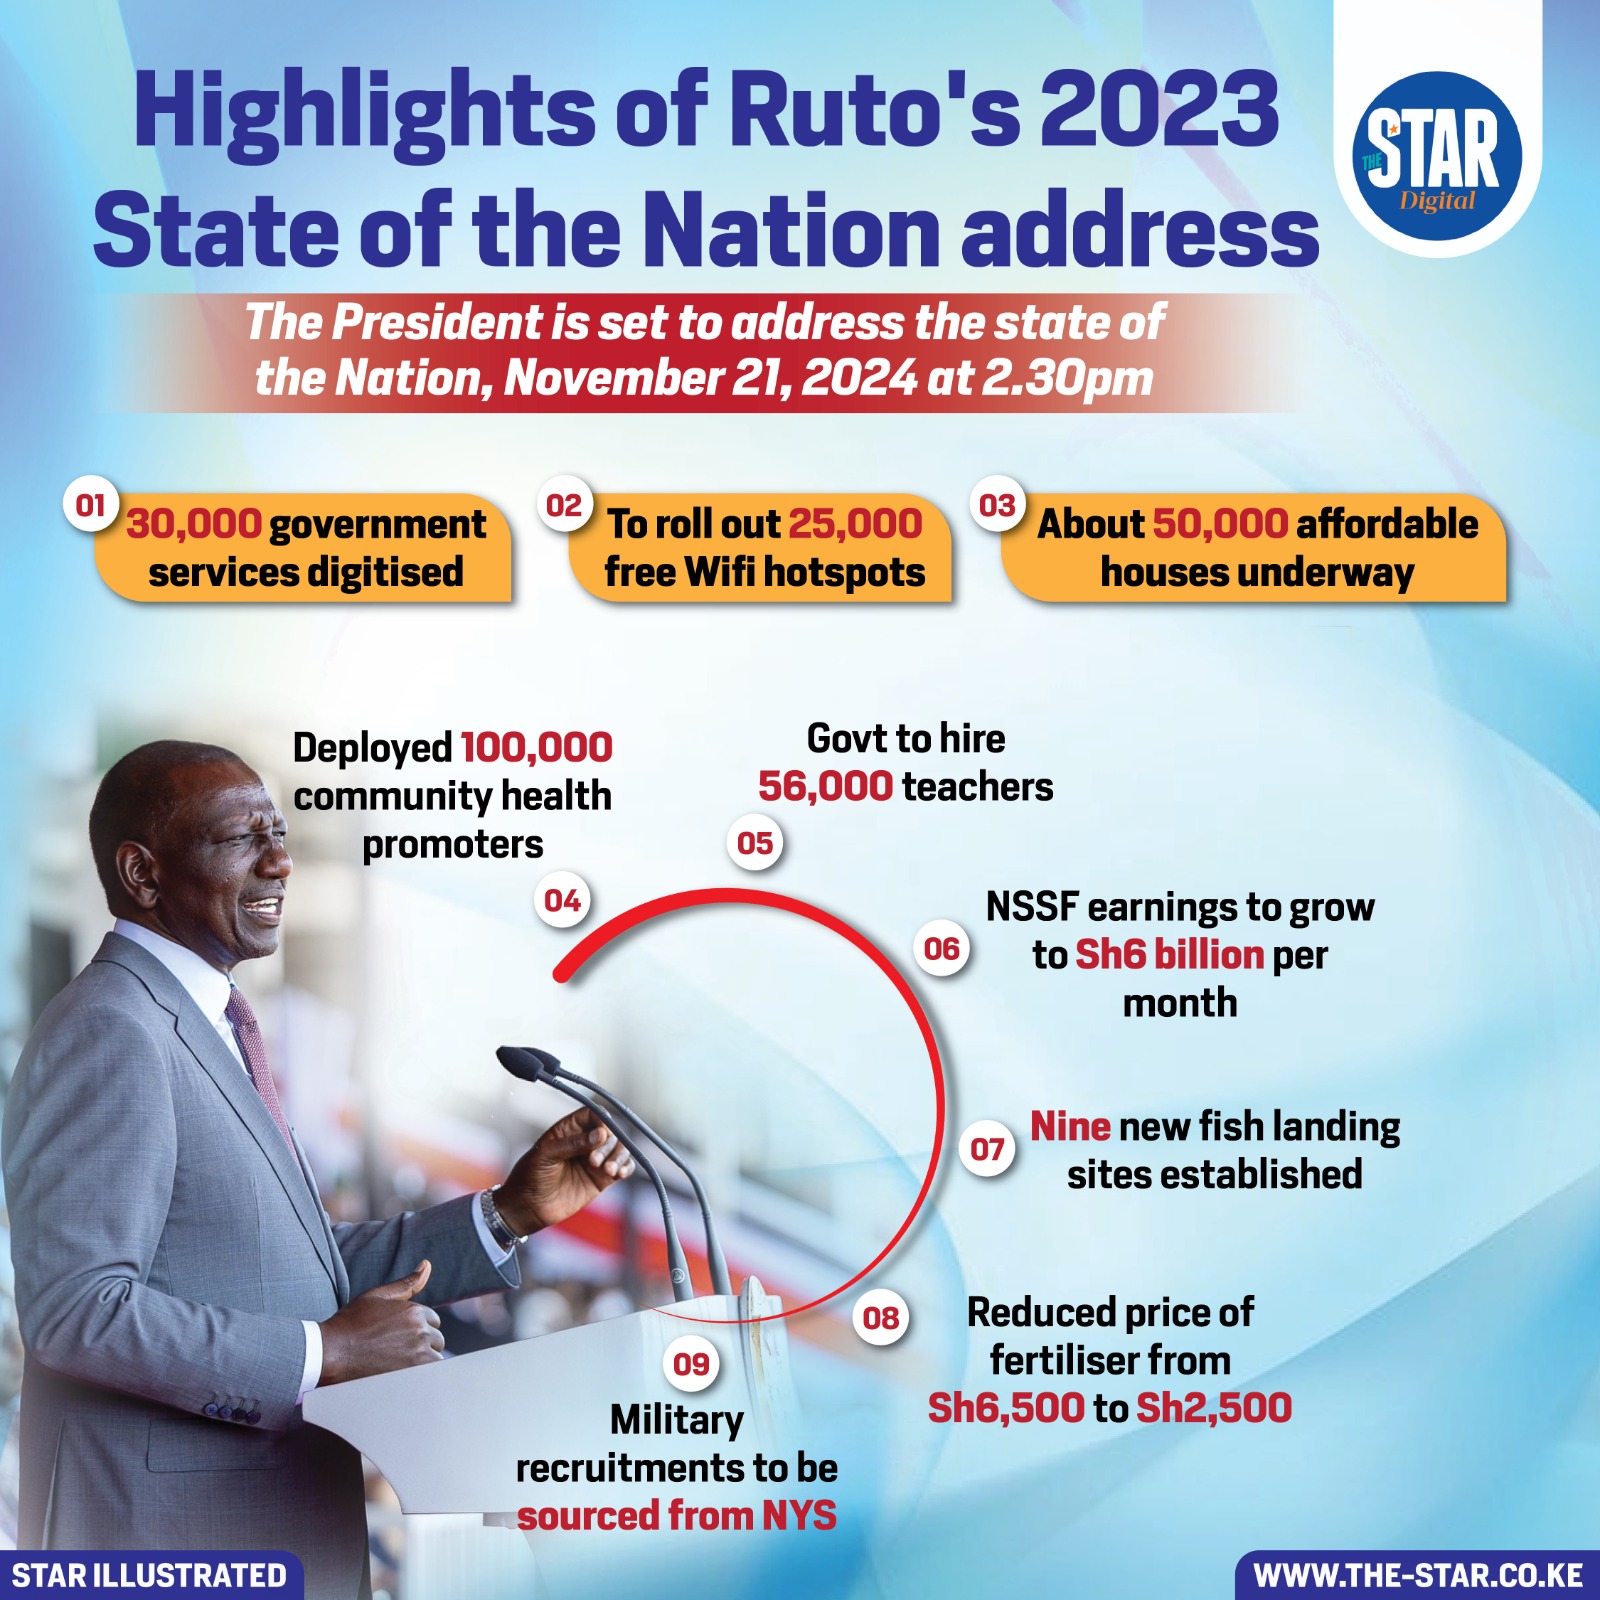 Highlights of Ruto's 2023
State of the Nation address
THE STAR
Digital
The President is set to address the state of
the Nation, November 21, 2024 at 2.30pm
01
30,000 government
services digitised
02
To roll out 25,000
free Wifi hotspots
03
About 50,000 affordable
houses underway
Deployed 100,000
community health
promoters
04
Govt to hire
56,000 teachers
05
06
NSSF earnings to grow
to Sh6 billion per
month
07
Nine new fish landing
sites established
08
Reduced price of
fertiliser from
Sh6,500 to Sh2,500
09
Military
recruitments to be
sourced from NYS
STAR ILLUSTRATED
WWW.THE-STAR.CO.KE